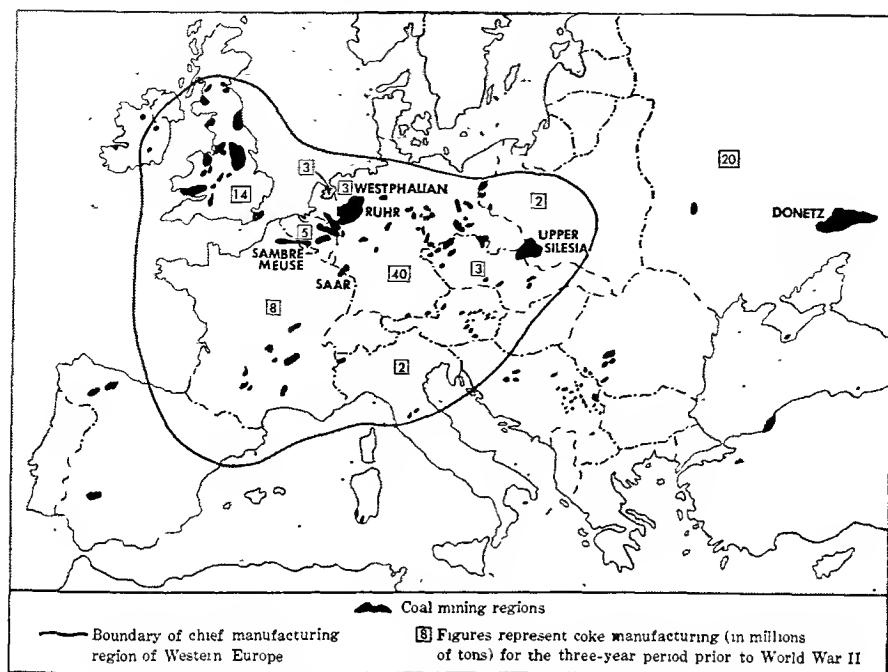 3
3
WESTPHALIAN
2
20
14
RUHR
DONETZ
5
UPPER
SILESIA
SAMBRE
MEUSE
SAAR
40
3
8
2
Coal mining regions
Boundary of chief manufacturing
region of Western Europe
8 Figures represent coke manufacturing (in millions
of tons) for the three-year period prior to World War II